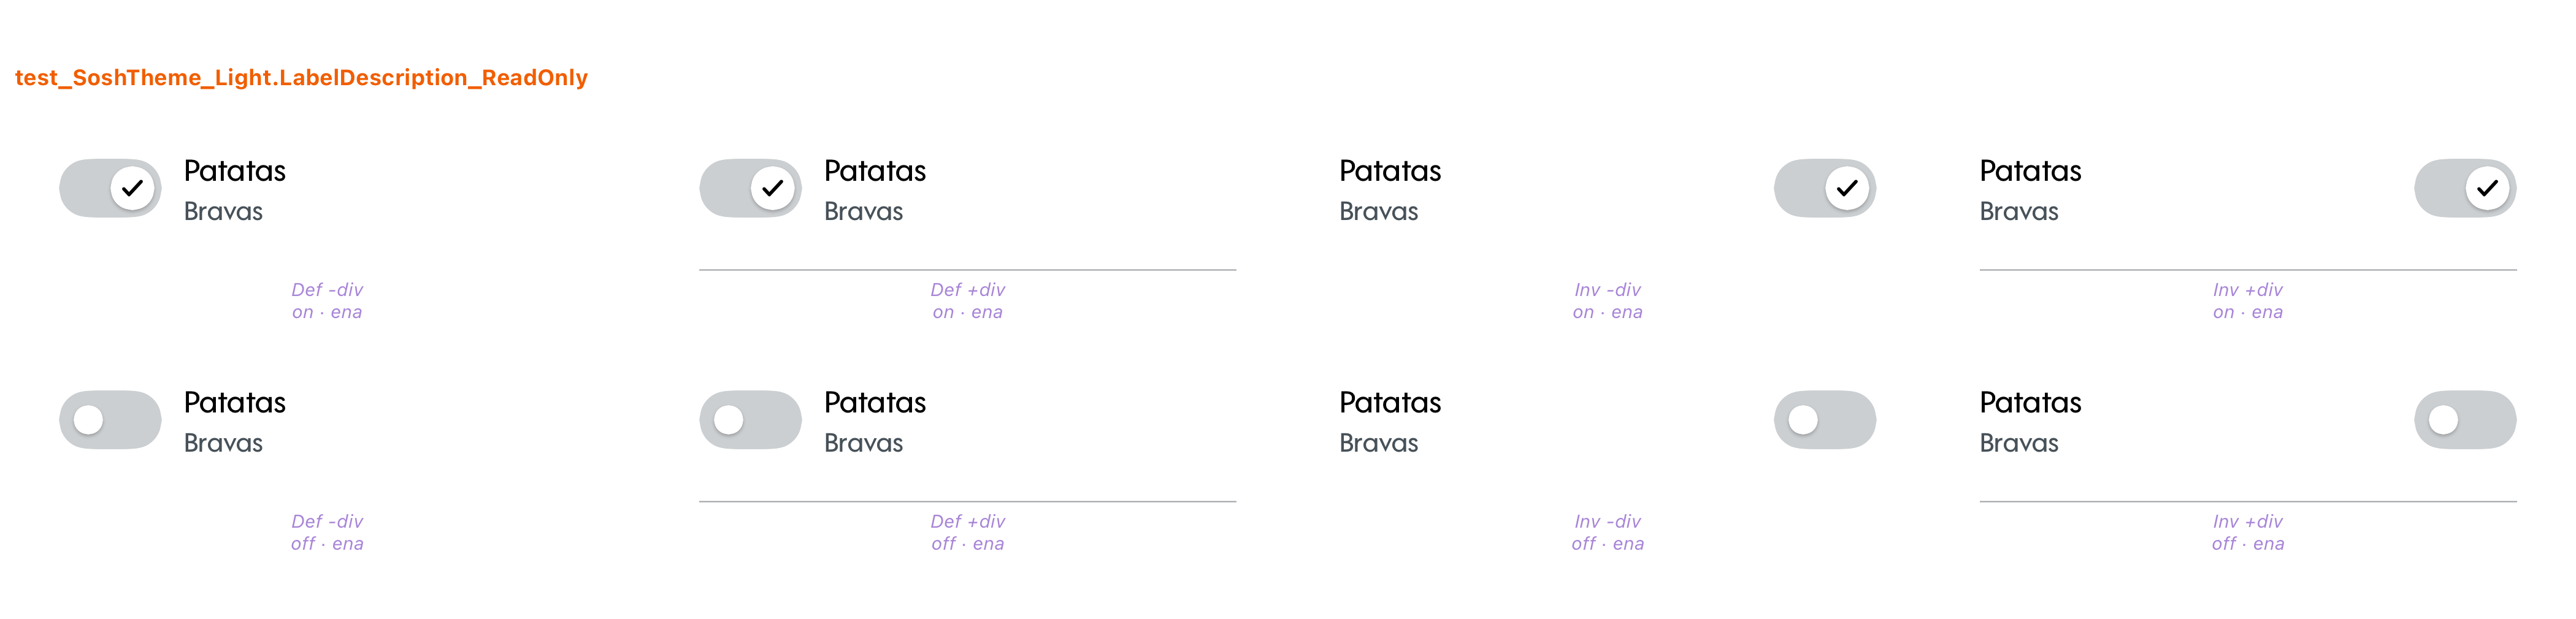 test_SoshTheme_Light.LabelDescription_ReadOnly
Patatas
Bravas
Def -div
on · ena
Patatas
Bravas
Def +div
on · ena
Patatas
Bravas
Inv -div
on · ena
Patatas
Bravas
Inv +div
on · ena
Patatas
Bravas
Def -div
off · ena
Patatas
Bravas
Def +div
off · ena
Patatas
Bravas
Inv -div
off · ena
Patatas
Bravas
Inv +div
off · ena